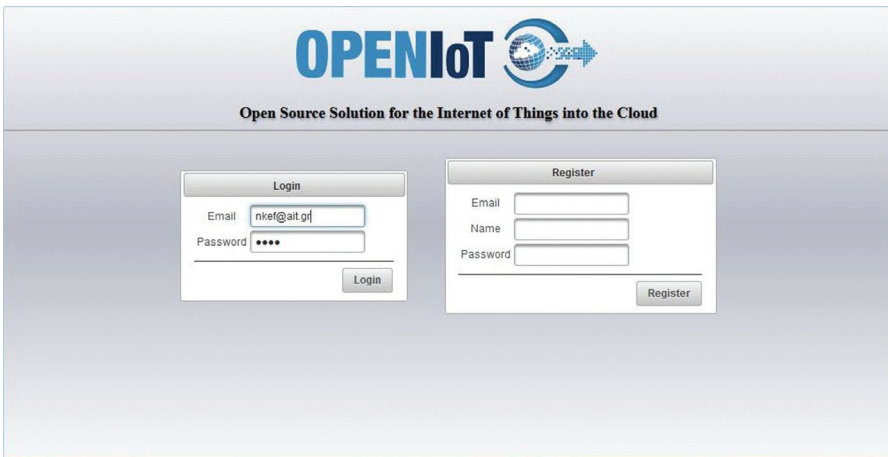 OPENIoT
Open Source Solution for the Internet of Things into the Cloud
Login
Email nkef@ait.gr
Password ••••
Login
Register
Email
Name
Password
Register